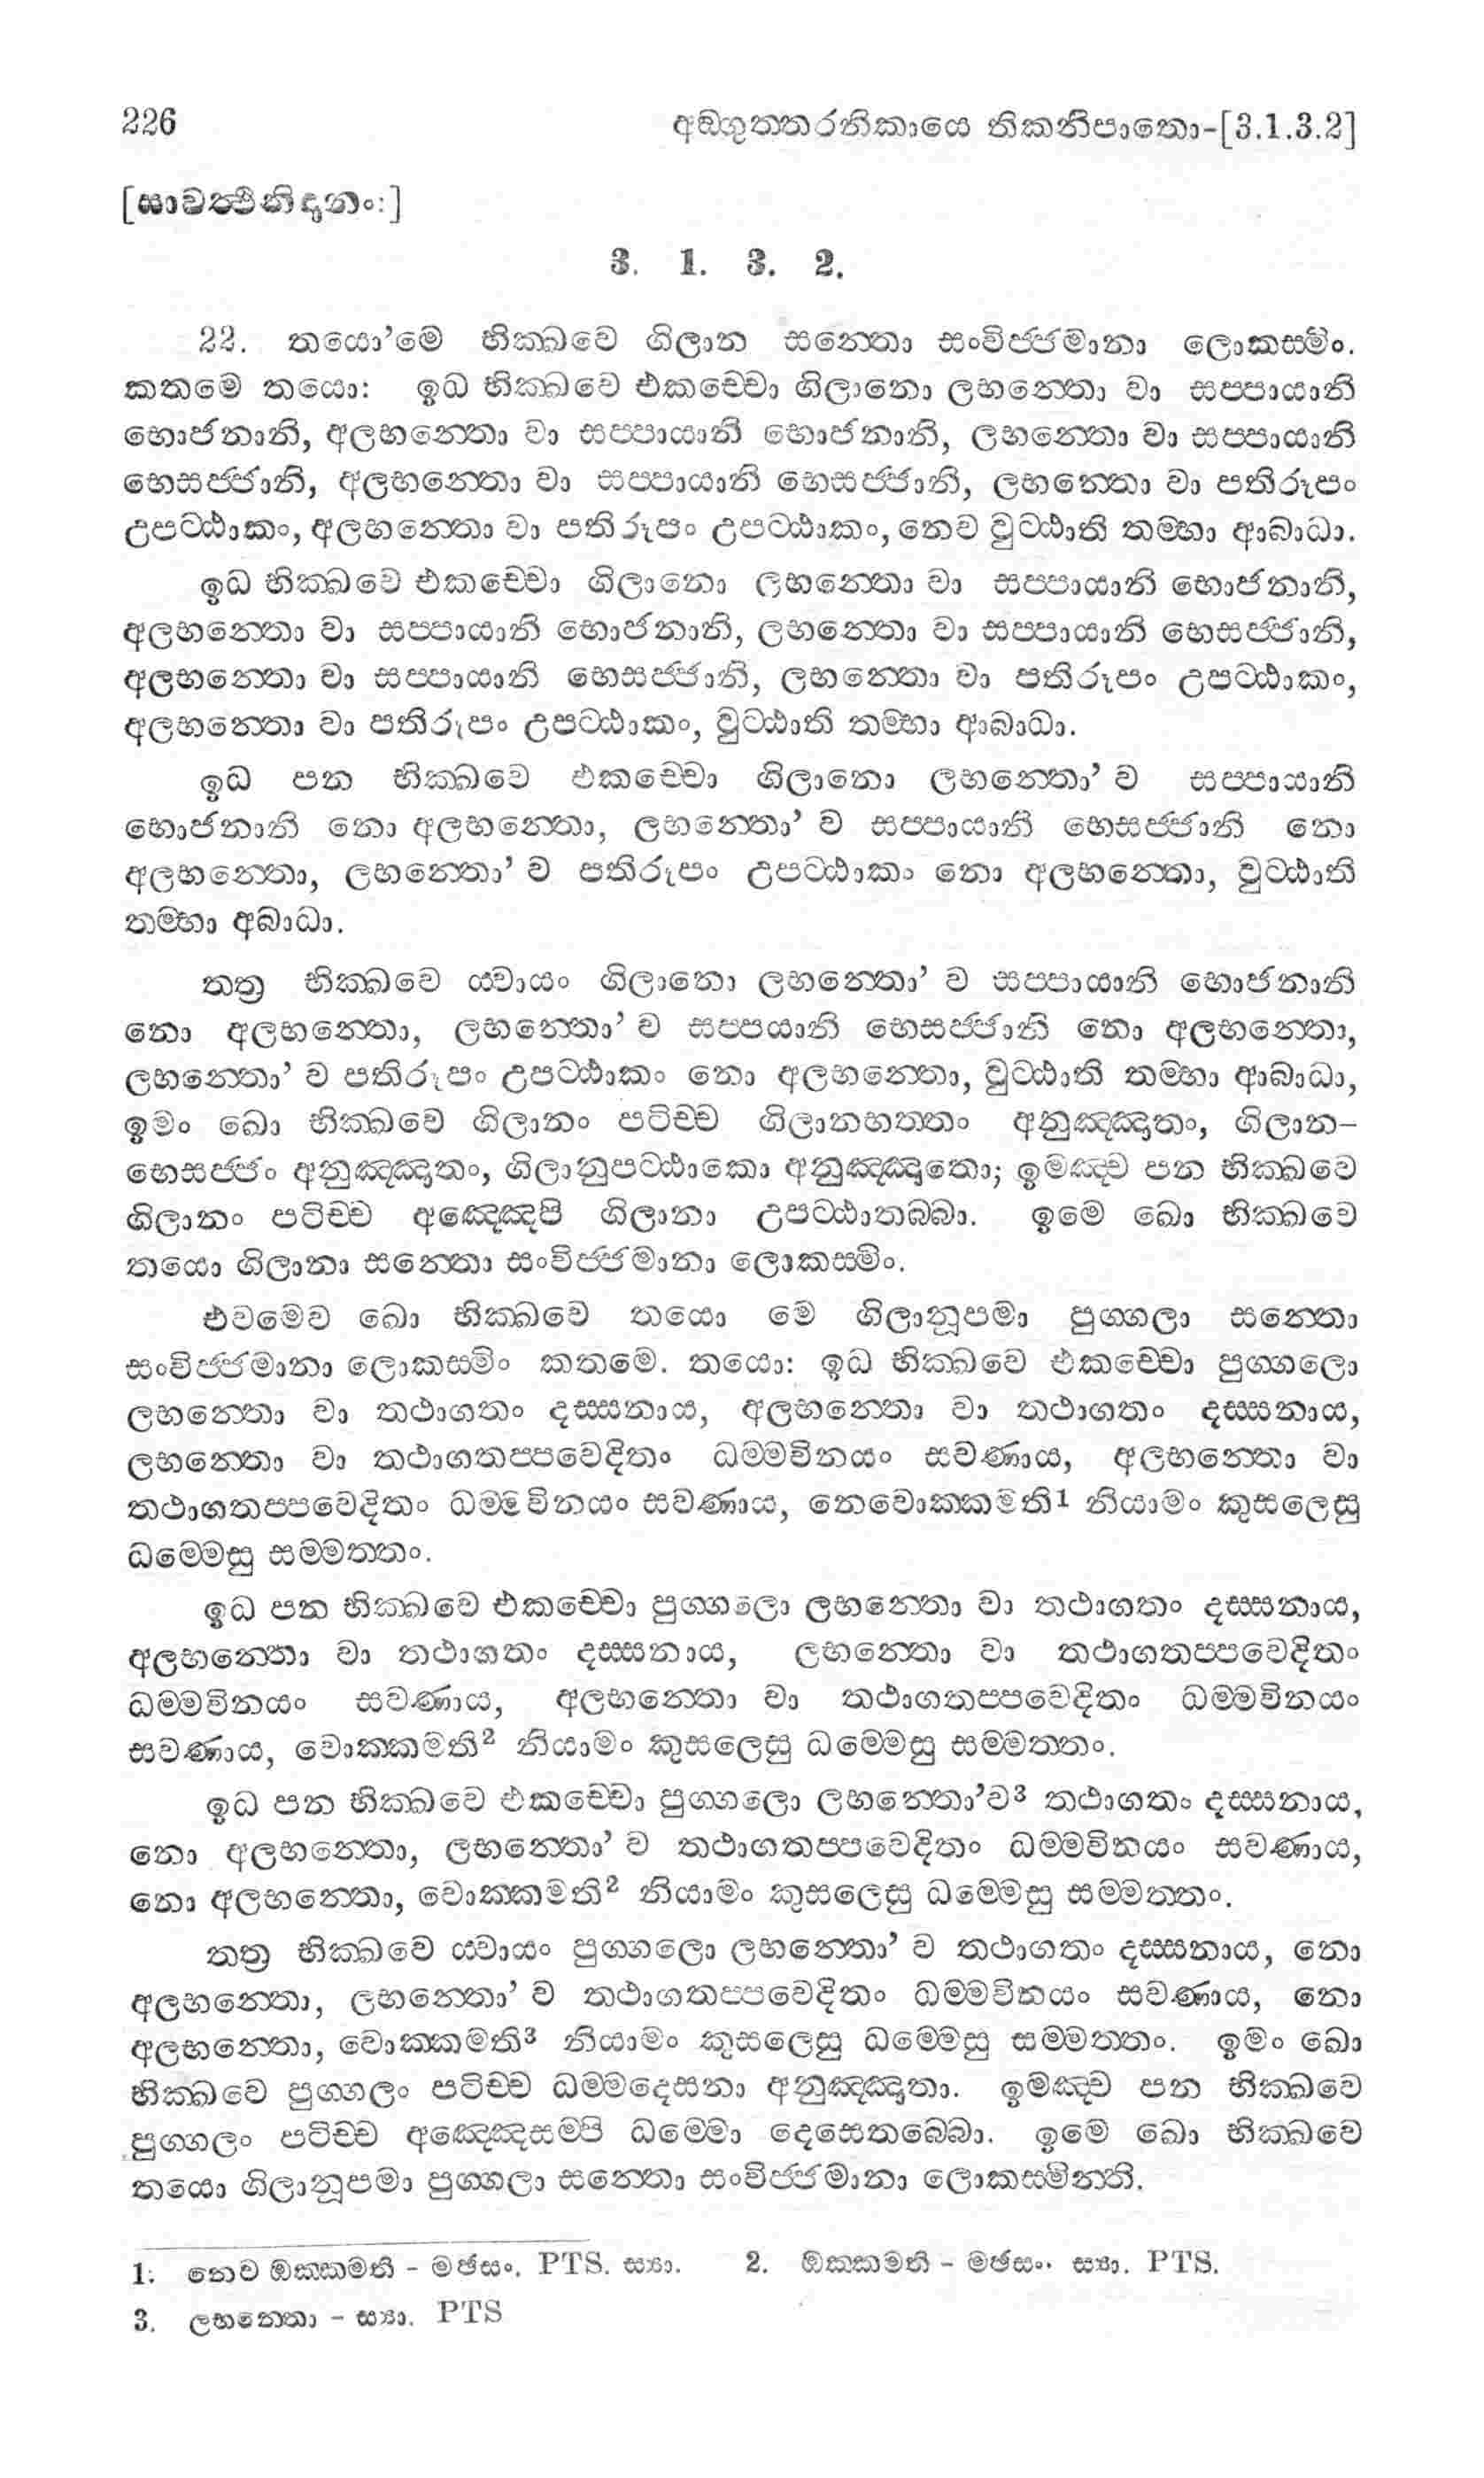 226 අඞ්ගුත්තරනිකායෙ තිකනිපාතො-[3.1.3.2]
[සාවත්ථිනිදානං:]
3. 1. 3. 2.
22. තයො’මෙ භික්ඛවෙ ගිලාන සන්තො සංවිජ්ජමානා ලොකස්මිං.
කතමෙ තයො: ඉධ භික්ඛවෙ එකච්චො ගිලානො ලභන්තො වා සප්පායානි
භොජනානි, අලභන්තො වා සප්පායානි භොජනානි, ලභන්තො වා සප්පායානි
භෙසජ්ජානි, අලභන්තො වා සප්පායානි භෙසජ්ජානි, ලභන්තො වා පතිරූපං
උපට්ඨාකං, අලභන්තො වා පතිරූපං උපට්ඨාකං, නෙව වුට්ඨාති තම්හා ආබාධා.
ඉධ භික්ඛවෙ එකච්චො ගිලානො ලභන්තො වා සප්පායානි භොජනානි,
අලභන්තො වා සප්පායානි භොජනානි, ලභන්තො වා සප්පායානි භෙසජ්ජානි,
අලභන්තො වා සප්පායානි භෙසජ්ජානි, ලභන්තො වා පතිරූපං උපට්ඨාකං,
අලභන්තො වා පතිරූපං උපට්ඨාකං, වුට්ඨාති තම්හා ආබාධා.
ඉධ පන භික්ඛවෙ එකච්චො ගිලානො ලභන්තො’ ව සප්පායානි
භොජනානි නො අලභන්තො, ලභන්තො’ ව සප්පායානි භෙසජ්ජානි නො
අලභන්තො, ලභන්තො’ ව පතිරූපං උපට්ඨාකං නො අලභන්තො, වුට්ඨාති
තම්හා අබාධා.
තත්‍ර භික්ඛවෙ ය්වායං ගිලානො ලභන්තො’ ව සප්පායානි භොජනානි
නො අලභන්තො, ලභන්තො’ ව සප්පයානි භෙසජ්ජානි නො අලභන්තො,
ලභන්තො’ ව පතිරූපං උපට්ඨාකං නො අලභන්තො, වුට්ඨාති තම්හා ආබාධා,
ඉමං ඛො භික්ඛවෙ ගිලානං පටිච්ච ගිලානභත්තං අනුඤ්ඤාතං, ගිලාන-
භෙසජ්ජං අනුඤ්ඤාතං, ගිලානුපට්ඨාකො අනුඤ්ඤාතො; ඉමඤ්ච පන භික්ඛවෙ
ගිලානං පටිච්ච අඤ්ඤෙපි ගිලානා උපට්ඨාතබ්බා. ඉමෙ ඛො භික්ඛවෙ
තයො ගිලානා සන්තො සංවිජ්ජමානා ලොකස්මිං.
එවමෙව ඛො භික්ඛවෙ තයො මෙ ගිලානූපමා පුග්ගලා සන්තො
සංවිජ්ජමානා ලොකස්මිං කතමෙ. තයො: ඉධ භික්ඛවෙ එකච්චො පුග්ගලො
ලභන්තො වා තථාගතං දස්සනාය, අලභන්තො වා තථාගතං දස්සනාය,
ලභන්තො වා තථාගතප්පවෙදිතං ධම්මවිනයං සවණාය, අලභන්තො වා
තථාගතප්පවෙදිතං ධම්මවිනයං සවණාය, නෙවොක්කමති1 නියාමං කුසලෙසු
ධම්මෙසු සම්මත්තං.
ඉධ පන භික්ඛවෙ එකච්චො පුග්ගලො ලභන්තො වා තථාගතං දස්සනාය,
අලභන්තො වා තථාගතං දස්සනාය, ලභන්තො වා තථාගතප්පවෙදිතං
ධම්මවිනයං සවණාය, අලභන්තො වා තථාගතප්පවෙදිතං ධම්මවිනයං
සවණාය, වොක්කමති2 නියාමං කුසලෙසු ධම්මෙසු සම්මත්තං.
ඉධ පන භික්ඛවෙ එකච්චො පුග්ගලො ලභන්තො’ව3 තථාගතං දස්සනාය,
නො අලභන්තො, ලභන්තො’ ව තථාගතප්පවෙදිතං ධම්මවිනයං සවණාය,
නො අලභන්තො, වොක්කමති2 නියාමං කුසලෙසු ධම්මෙසු සම්මත්තං.
තත්‍ර භික්ඛවෙ ය්වායං පුග්ගලො ලභන්තො’ ව තථාගතං දස්සනාය, නො
අලභන්තො, ලභන්තො’ ව තථාගතප්පවෙදිතං ධම්මවිනයං සවණාය, නො
අලභන්තො, වොක්කමති3 නියාමං කුසලෙසු ධම්මෙසු සම්මත්තං. ඉමං ඛො
භික්ඛවෙ පුග්ගලං පටිච්ච ධම්මදෙසනා අනුඤ්ඤාතා. ඉමඤ්ච පන භික්ඛවෙ
පුග්ගලං පටිච්ච අඤ්ඤෙසම්පි ධම්මො දෙසෙතබ්බො. ඉමෙ ඛො භික්ඛවෙ
තයො ගිලානූපමා පුග්ගලා සන්තො සංවිජ්ජමානා ලොකස්මින්ති.
1. නෙව ඔක්කමති - මඡසං. PTS. ස්‍යා. 2. ඔක්කමති - මඡසං. ස්‍යා. PTS.
3. ලභන්තො - ස්‍යා. PTS